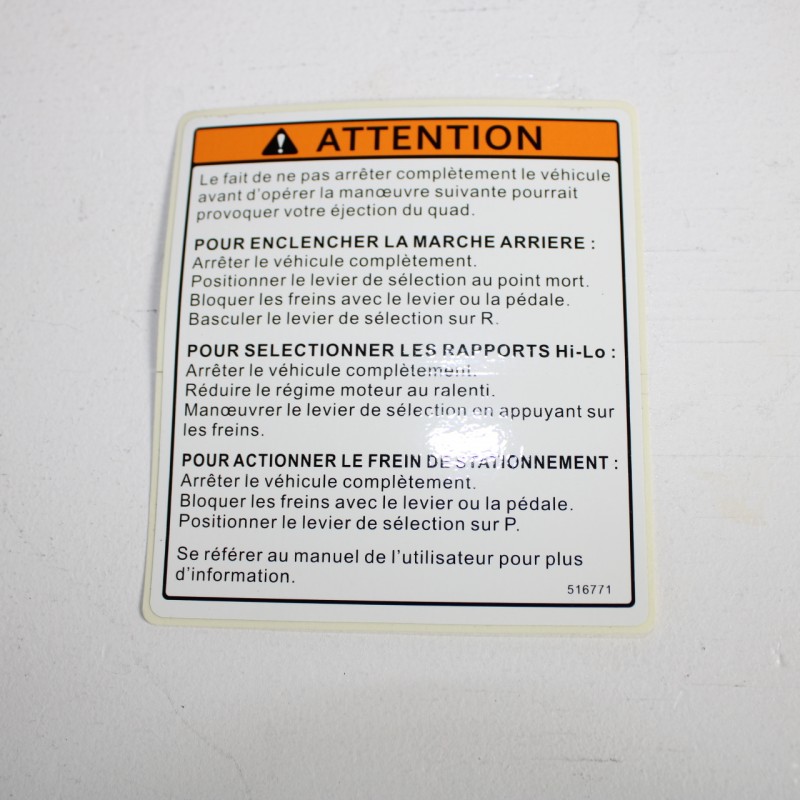 ATTENTION
Le fait de ne pas arrêter complètement le véhicule
avant d'opérer la manœuvre suivante pourrait
provoquer votre éjection du quad.
POUR ENCLENCHER LA MARCHE ARRIERE :
Arrêter le véhicule complètement.
Positionner le levier de sélection au point mort.
Bloquer les freins avec le levier ou la pédale.
Basculer le levier de sélection sur R.
POUR SELECTIONNER LES RAPPORTS Hi-Lo :
Arrêter le véhicule complètement.
Réduire le régime moteur au ralenti.
Manœuvrer le levier de sélection en appuyant sur
les freins.
POUR ACTIONNER LE FREIN DE STATIONNEMENT :
Arrêter le véhicule complètement.
Bloquer les freins avec le levier ou la pédale.
Positionner le levier de sélection sur P.
Se référer au manuel de l'utilisateur pour plus
d'information.
516771